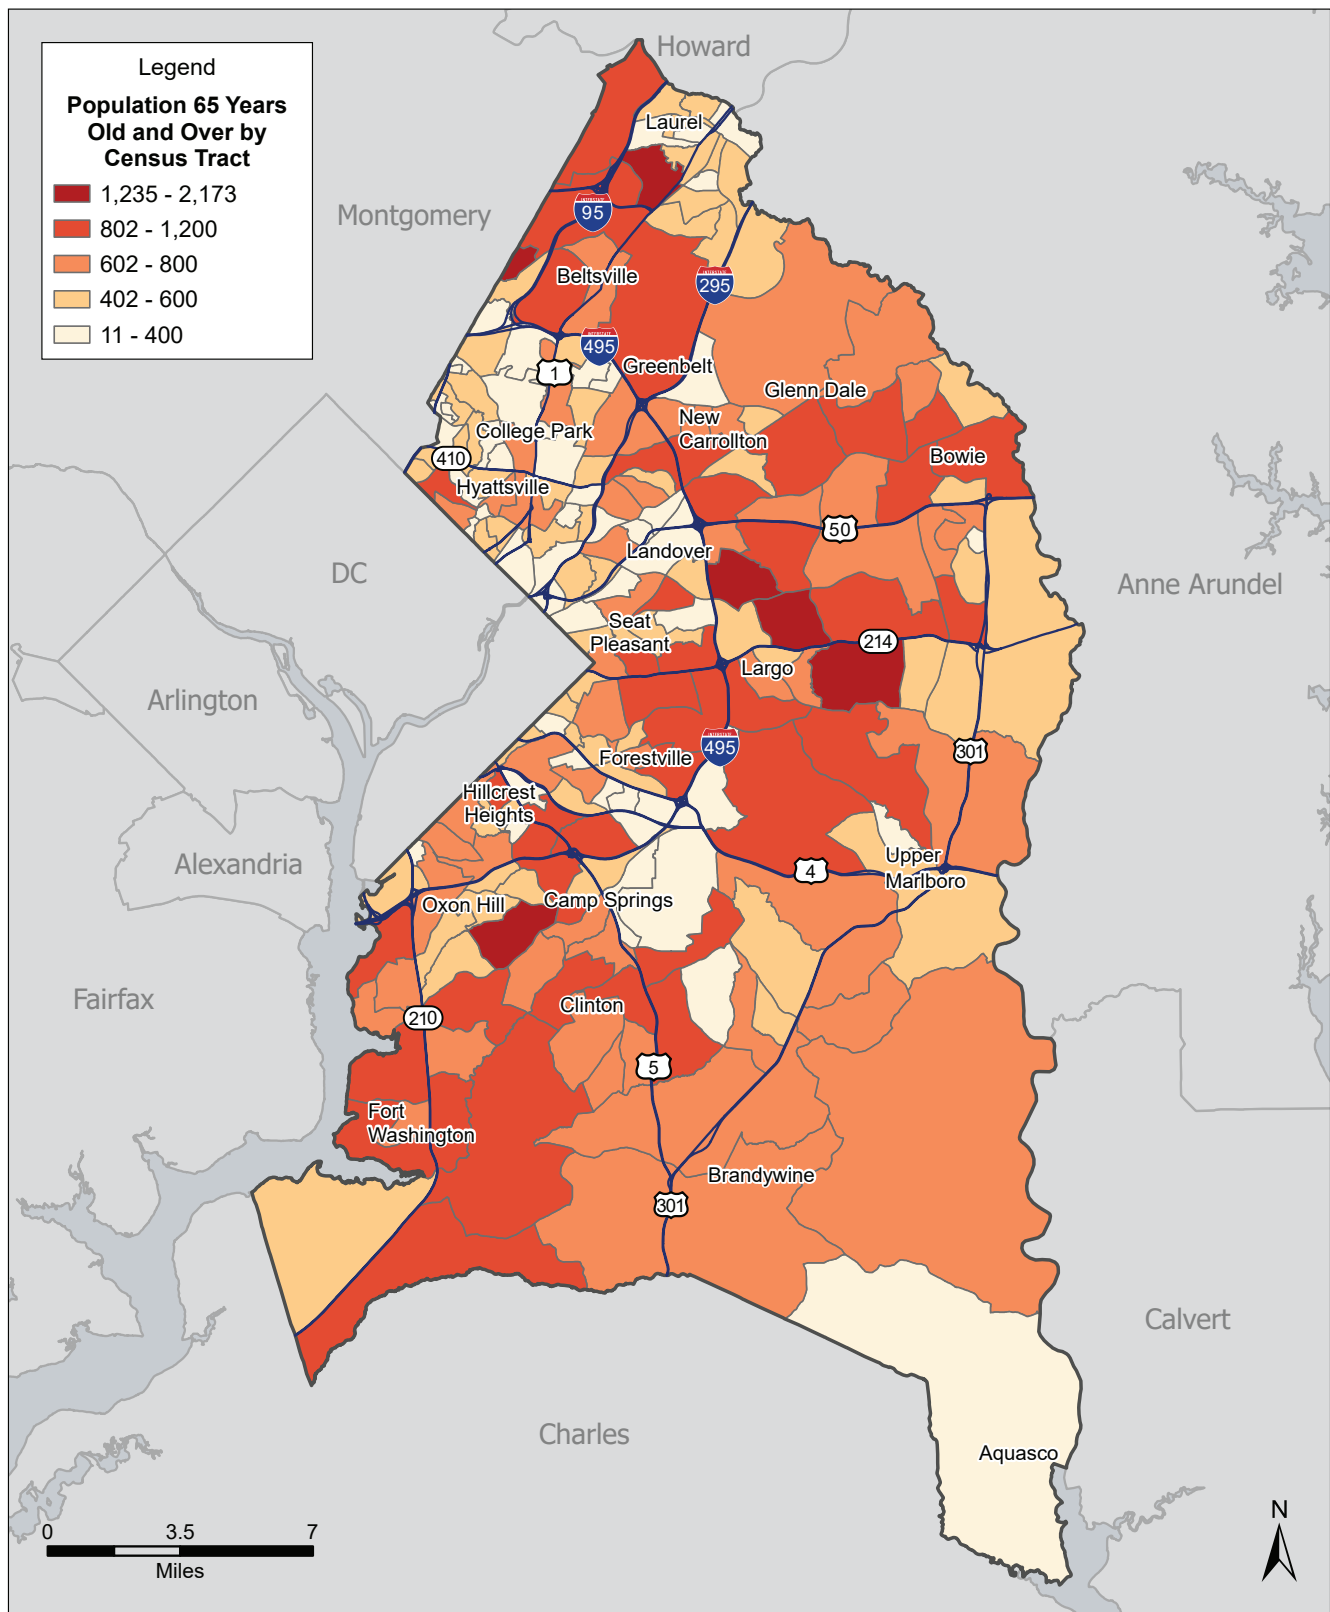 Howard
Legend
Population 65 Years
Old and Over by
Census Tract
1,235 - 2,173
802 - 1,200
602 - 800
402 - 600
11 - 400
Laurel
Montgomery
INTERSTATE
95
Beltsville
INTERSTATE
295
INTERSTATE
495
Greenbelt
1
Glenn Dale
New
Carrollton
College Park
410
Bowie
Hyattsville
50
Landover
DC
Anne Arundel
Seat
Pleasant
214
Largo
Arlington
INTERSTATE
495
301
Forestville
Hillcrest
Heights
Alexandria
Upper
Marlboro
4
Oxon Hill
Camp Springs
Fairfax
Clinton
210
5
Fort
Washington
Brandywine
301
Calvert
Charles
Aquasco
0 3.5 7
Miles
N